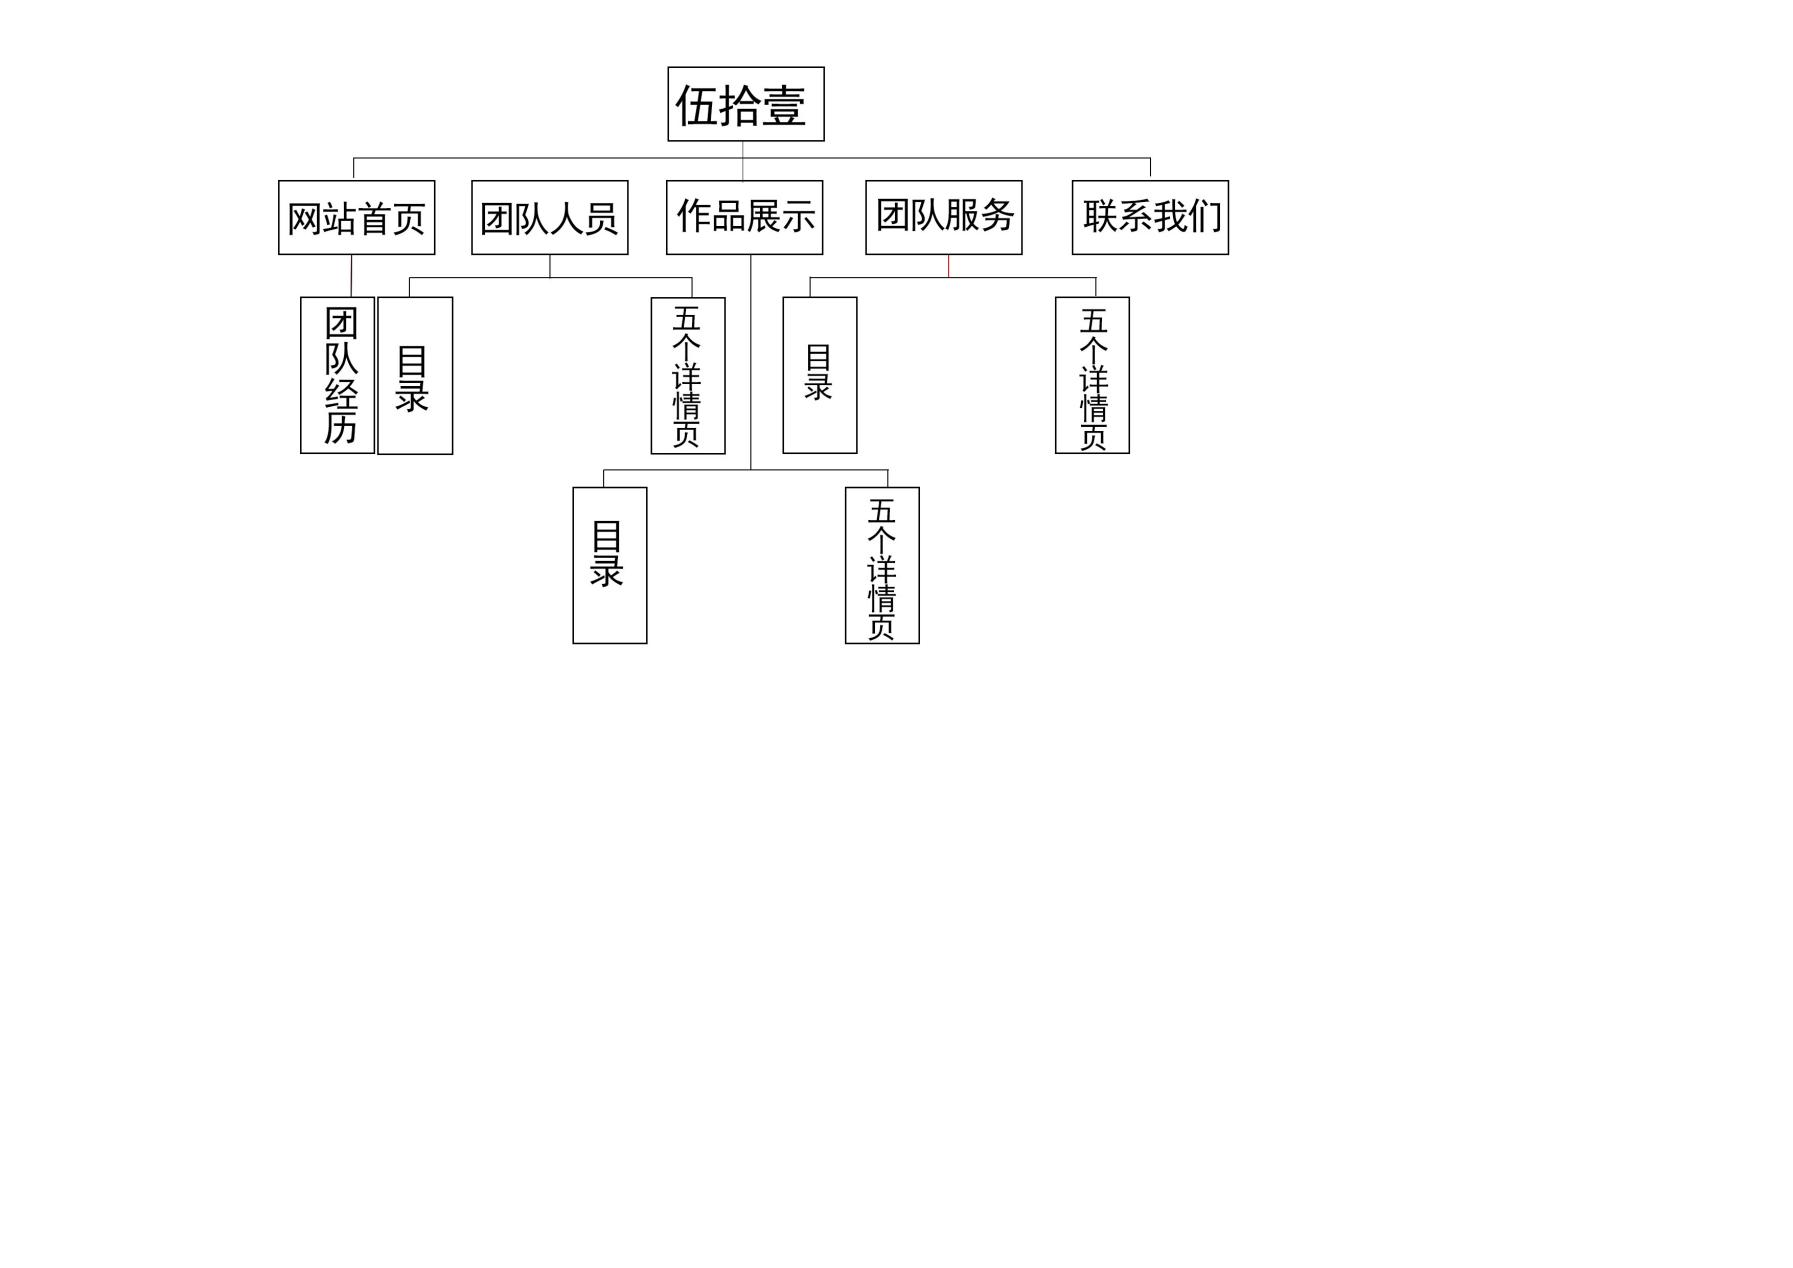 伍拾壹
网站首页
团队人员
作品展示
团队服务
联系我们
团队经历
目录
五个详情页
目录
五个详情页
目录
五个详情页